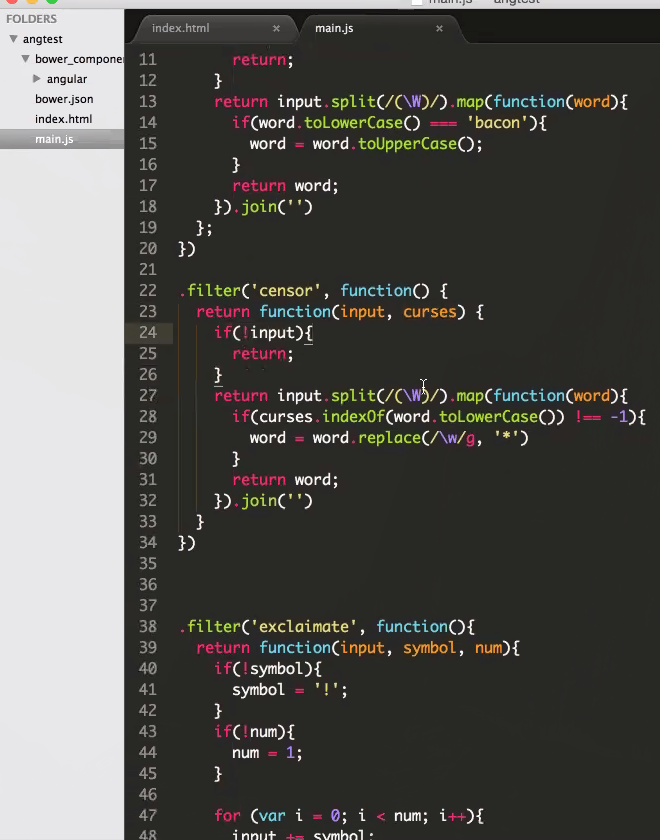 main.js — angtest
FOLDERS
angtest
bower_componen
angular
bower.json
index.html
main.js
index.html ×
main.js ×
11 return;
12 }
13 return input.split(/(\W)/).map(function(word){
14 if(word.toLowerCase() === 'bacon'){
15 word = word.toUpperCase();
16 }
17 return word;
18 }).join('')
19 };
20 })
21
22 .filter('censor', function() {
23 return function(input, curses) {
24 if(!input){
25 return;
26 }
27 return input.split(/(\W)/).map(function(word){
28 if(curses.indexOf(word.toLowerCase()) !== -1){
29 word = word.replace(/\w/g, '*')
30 }
31 return word;
32 }).join('')
33 }
34 })
35
36
37
38 .filter('exclaimate', function(){
39 return function(input, symbol, num){
40 if(!symbol){
41 symbol = '!';
42 }
43 if(!num){
44 num = 1;
45 }
46
47 for (var i = 0; i < num; i++){
48 input += symbol;